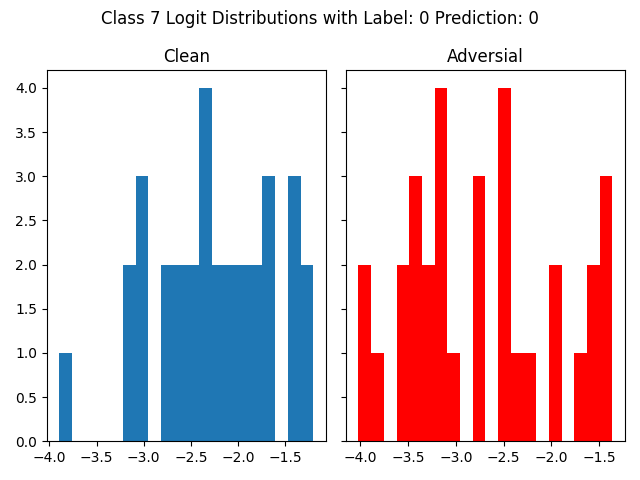 Class 7 Logit Distributions with Label: 0 Prediction: 0
Clean
Adversial
4.0
3.5
3.0
2.5
2.0
1.5
1.0
0.5
0.0
−4.0 −3.5 −3.0 −2.5 −2.0 −1.5
−4.0 −3.5 −3.0 −2.5 −2.0 −1.5